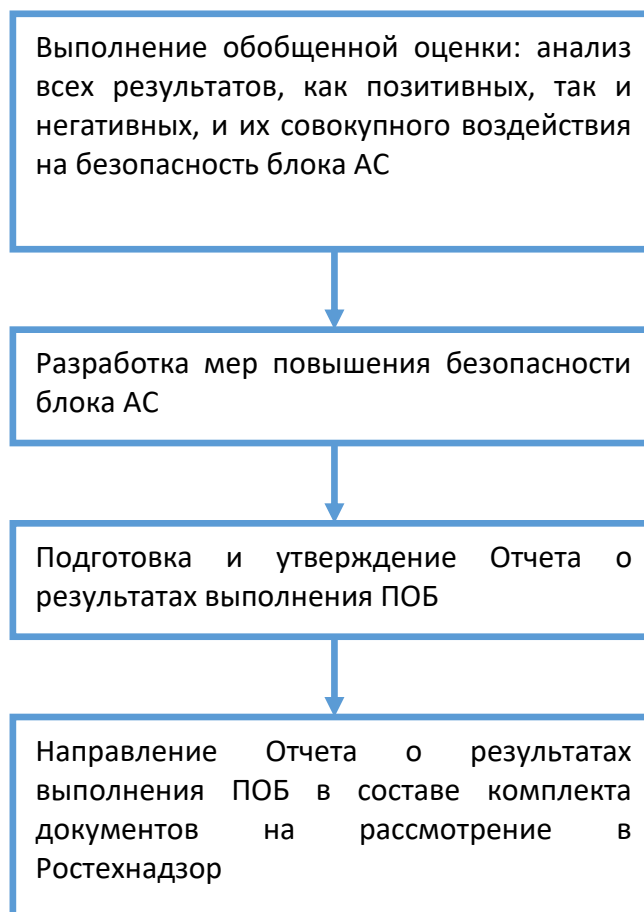 Выполнение обобщенной оценки: анализ
всех результатов, как позитивных, так и
негативных, и их совокупного воздействия
на безопасность блока АС
Разработка мер повышения безопасности
блока АС
Подготовка и утверждение Отчета о
результатах выполнения ПОБ
Направление Отчета о результатах
выполнения ПОБ в составе комплекта
документов на рассмотрение в
Ростехнадзор